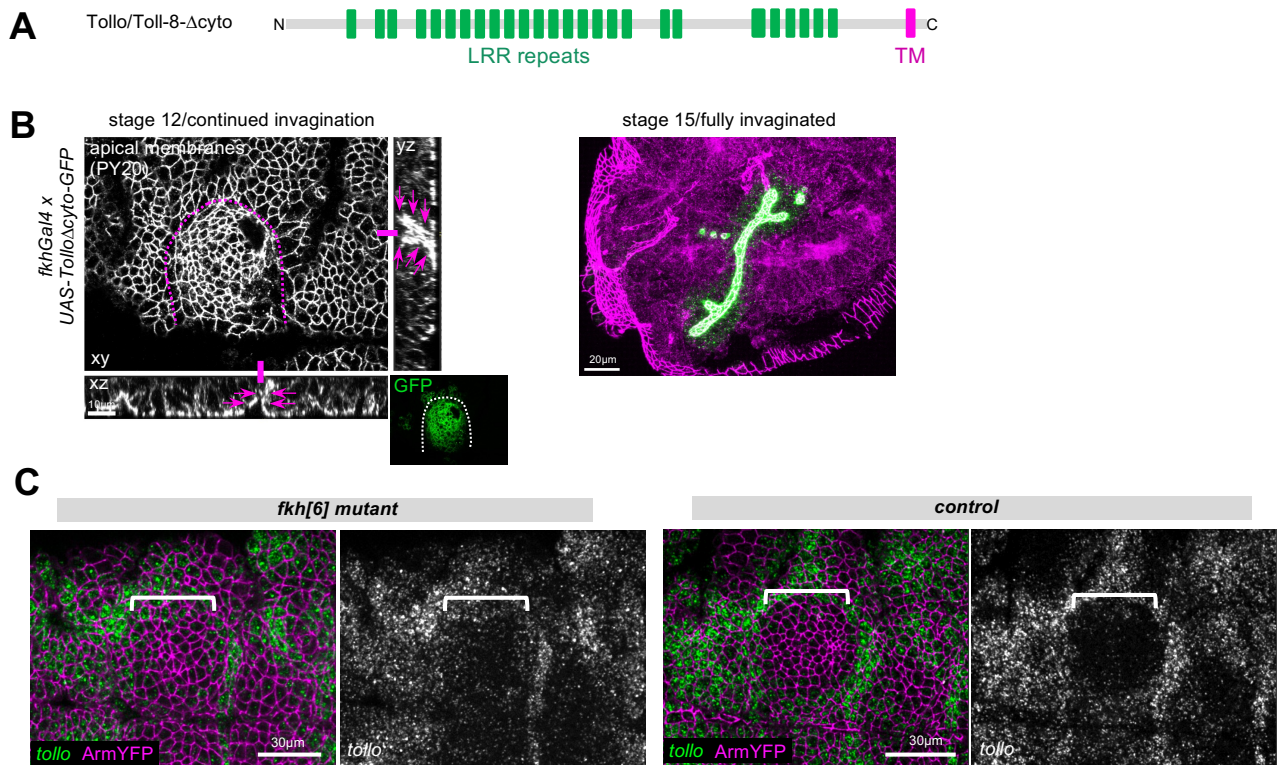 A
Tollo/Toll-8-Δcyto
N
C
LRR repeats
TM
B
fkhGal4 x
UAS-TolloΔcyto-GFP
stage 12/continued invagination
apical membranes
(PY20)
yz
xy
xz
10µm
GFP
stage 15/fully invaginated
20µm
C
fkh[6] mutant
control
tollo ArmYFP
30µm
tollo
tollo ArmYFP
30µm
tollo